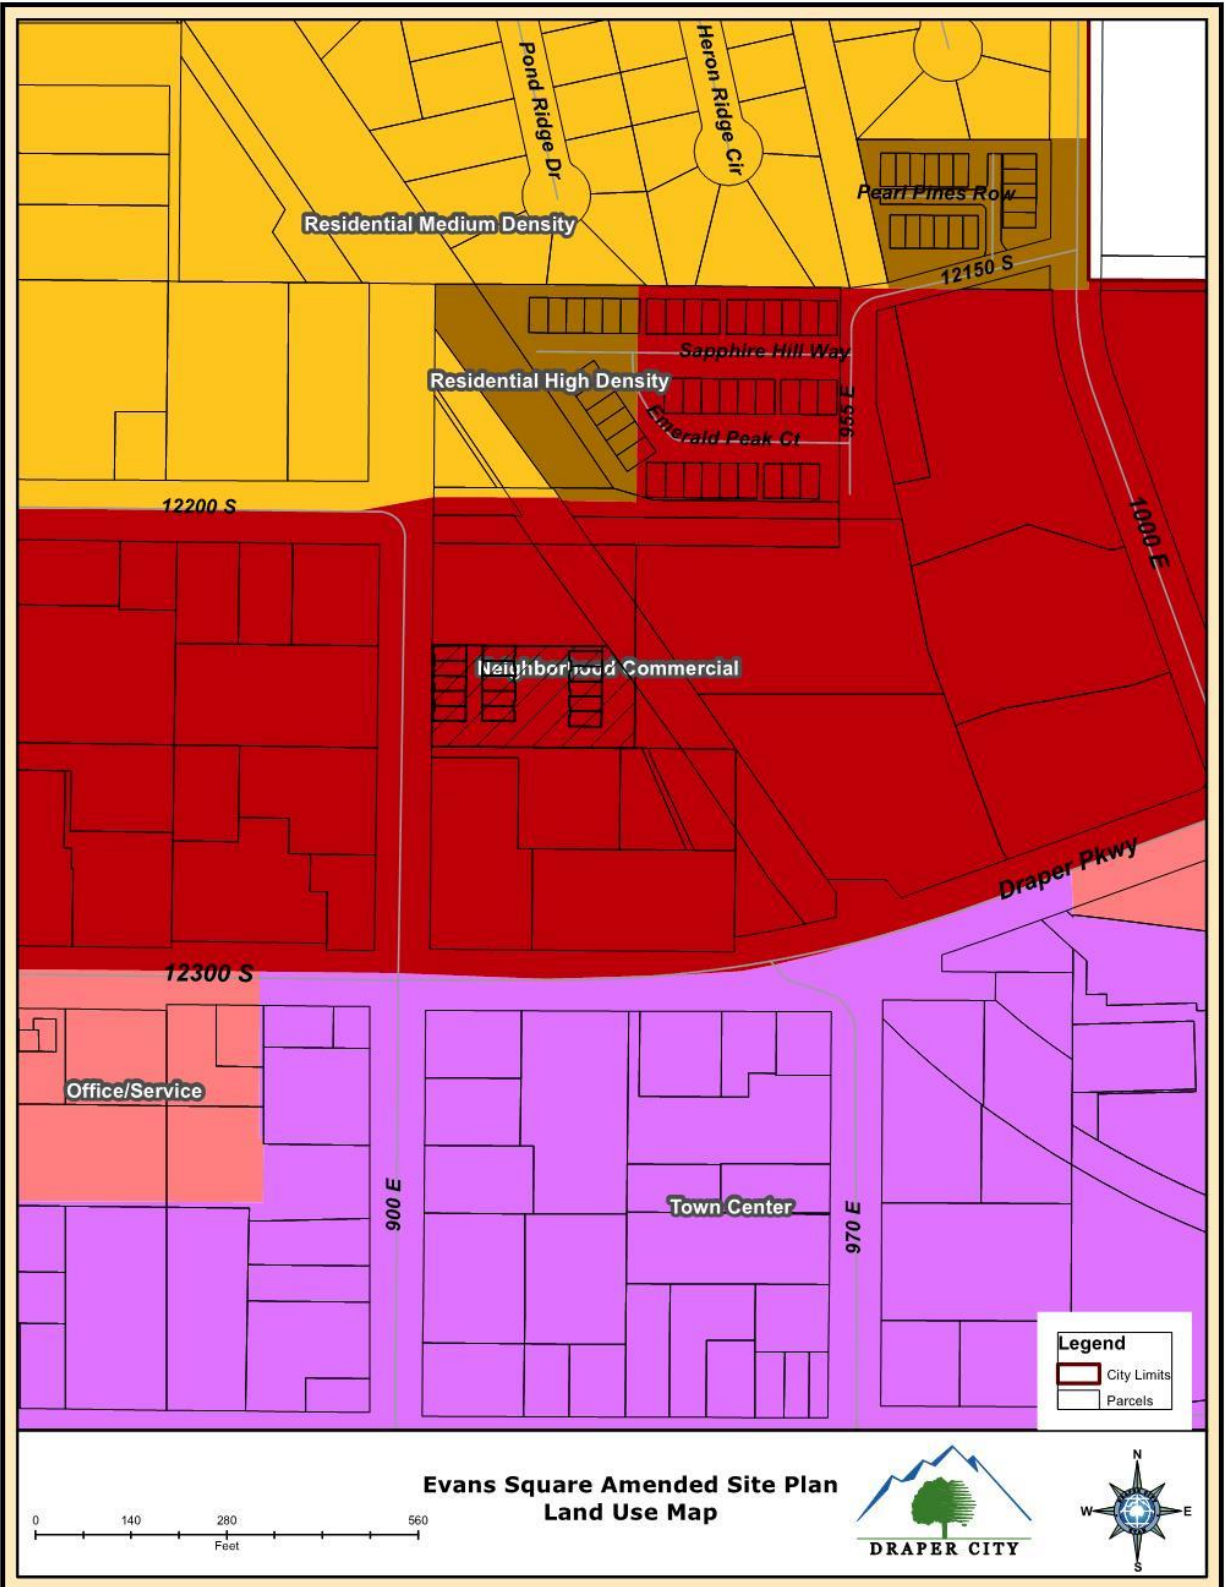 Pond Ridge Dr
Heron Ridge Cir
Pearl Pines Row
Residential Medium Density
12150 S
Sapphire Hill Way
Residential High Density
955 E
Emerald Peak Ct
12200 S
1000 E
Neighborhood Commercial
Draper Pkwy
12300 S
Office/Service
900 E
Town Center
970 E
Legend
City Limits
Parcels
Evans Square Amended Site Plan
Land Use Map
0 140 280 560
Feet
DRAPER CITY
N
W E
S